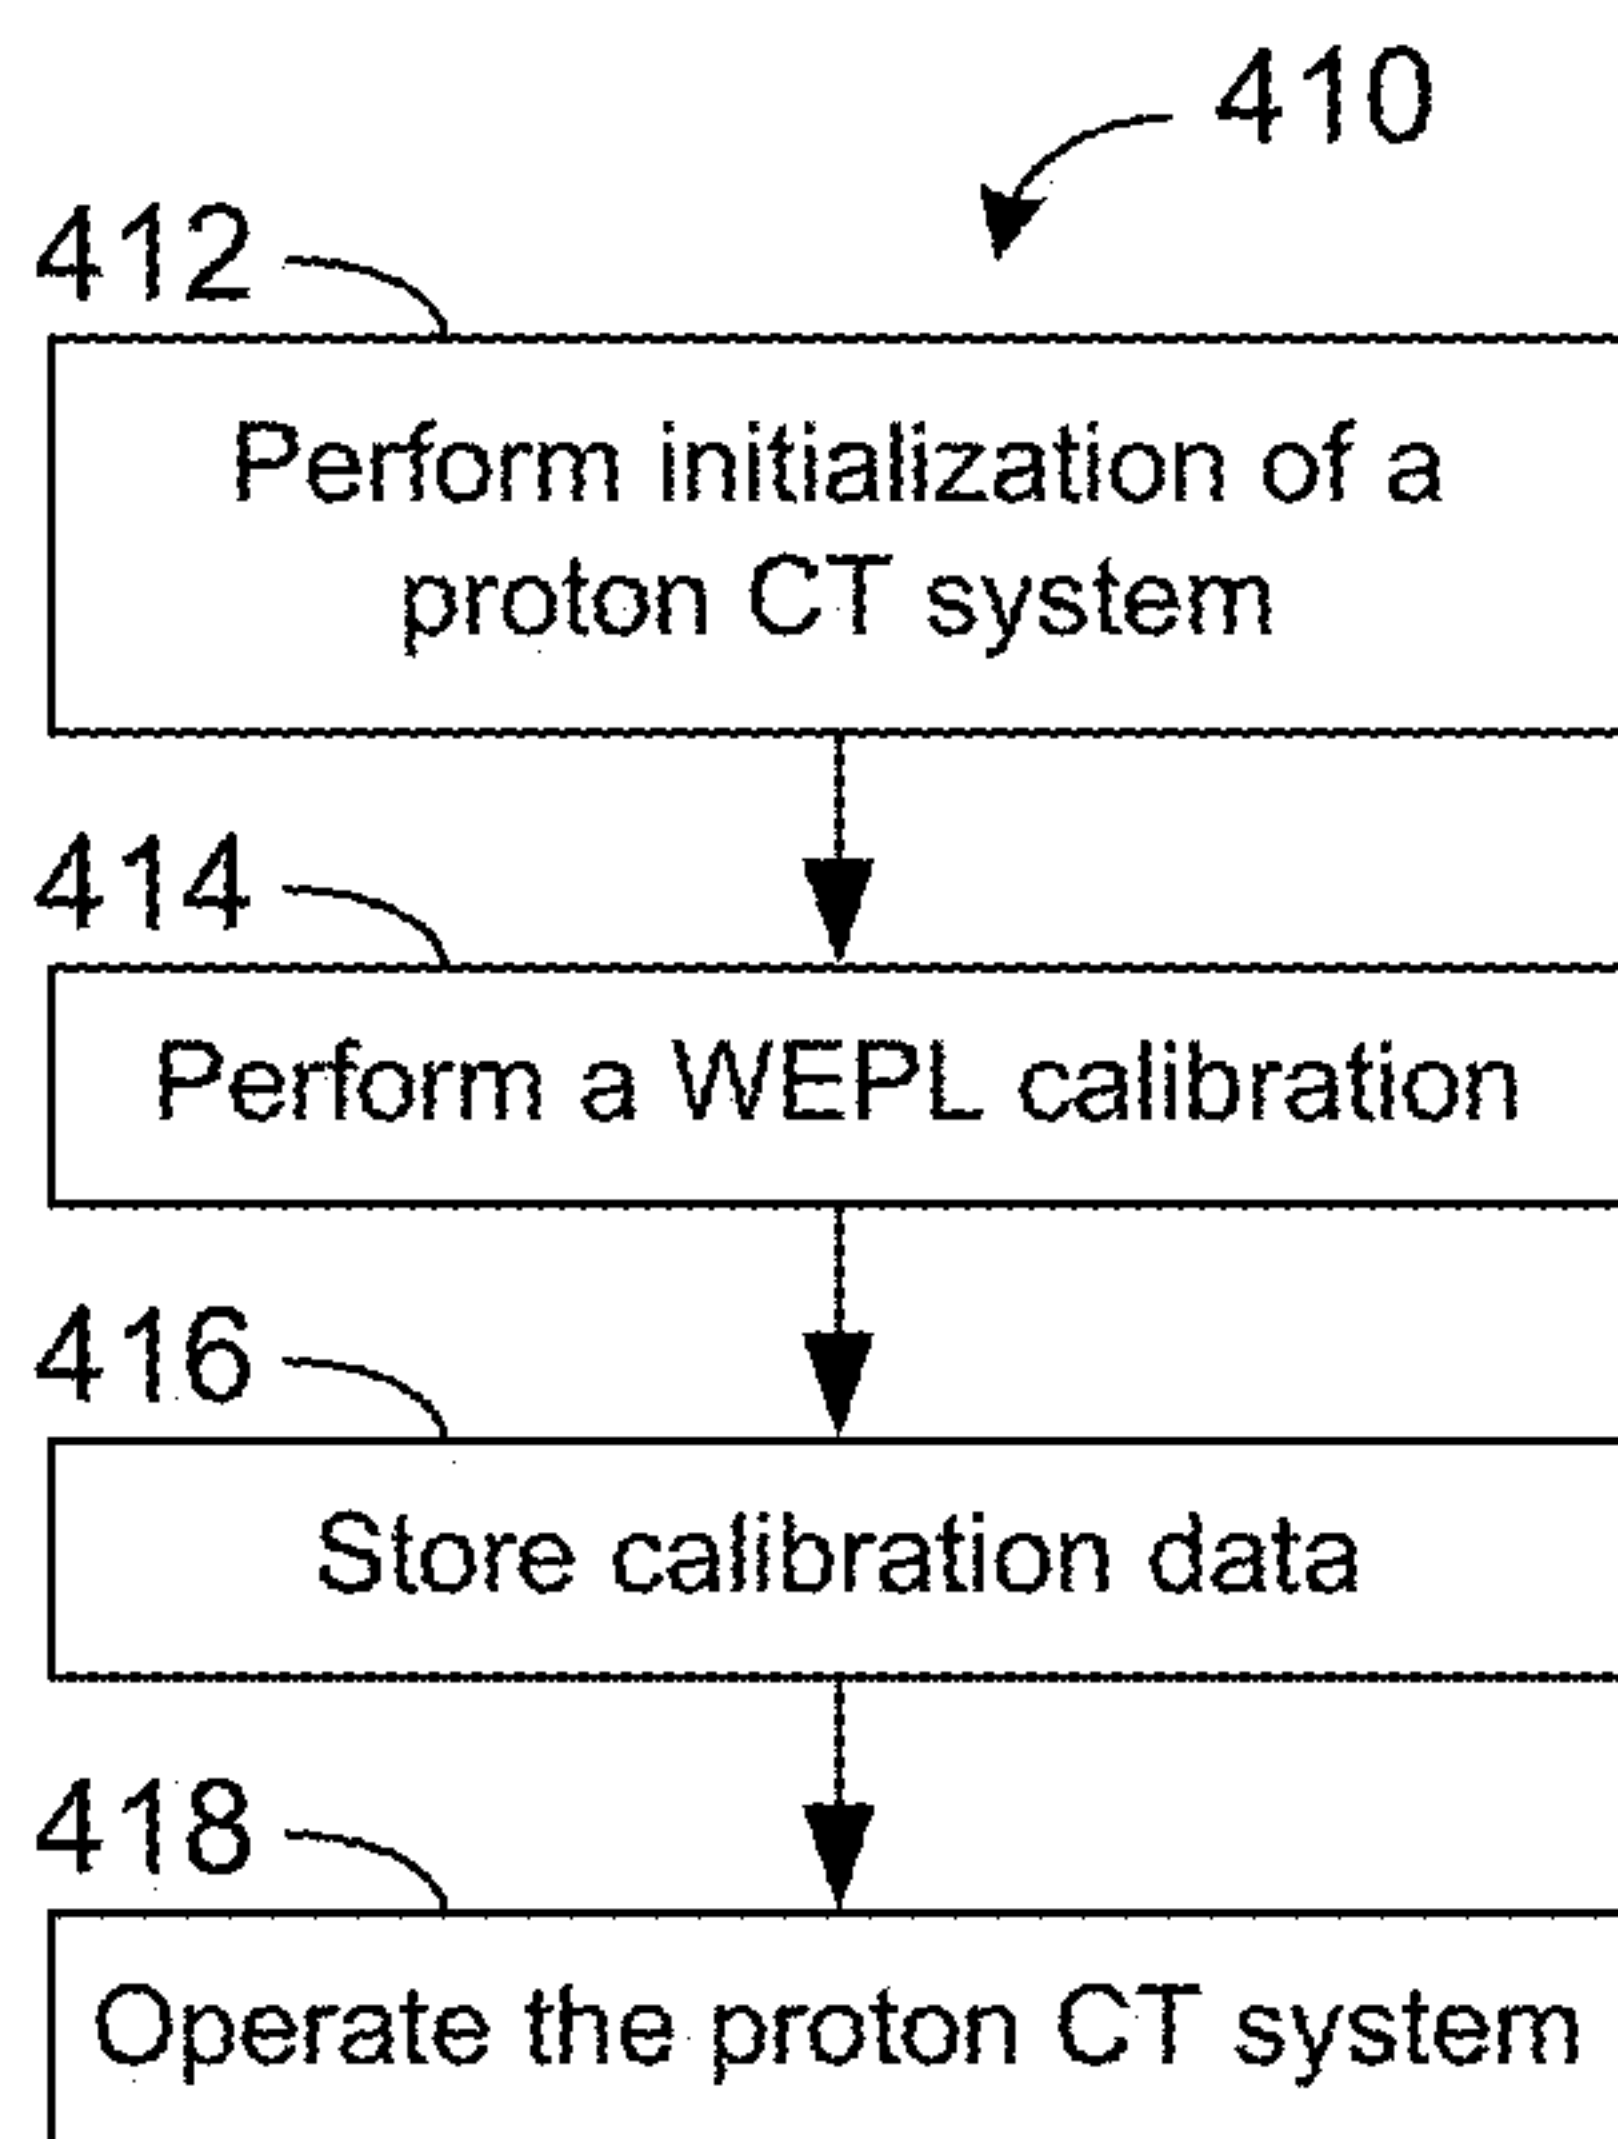 410
412
Perform initialization of a
proton CT system
414
Perform a WEPL calibration
416
Store calibration data
418
Operate the proton CT system